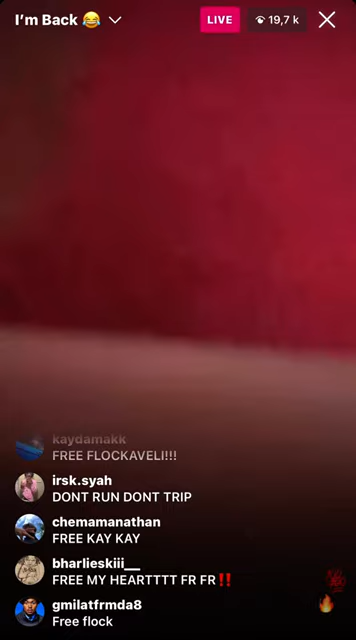 I'm Back 😂
LIVE
19,7 k
kaydamakk
FREE FLOCKAVELI!!!
irsk.syah
DONT RUN DONT TRIP
chemamanathan
FREE KAY KAY
bharlieskiii__
FREE MY HEARTTTT FR FR‼️
gmilatfrmda8
Free flock